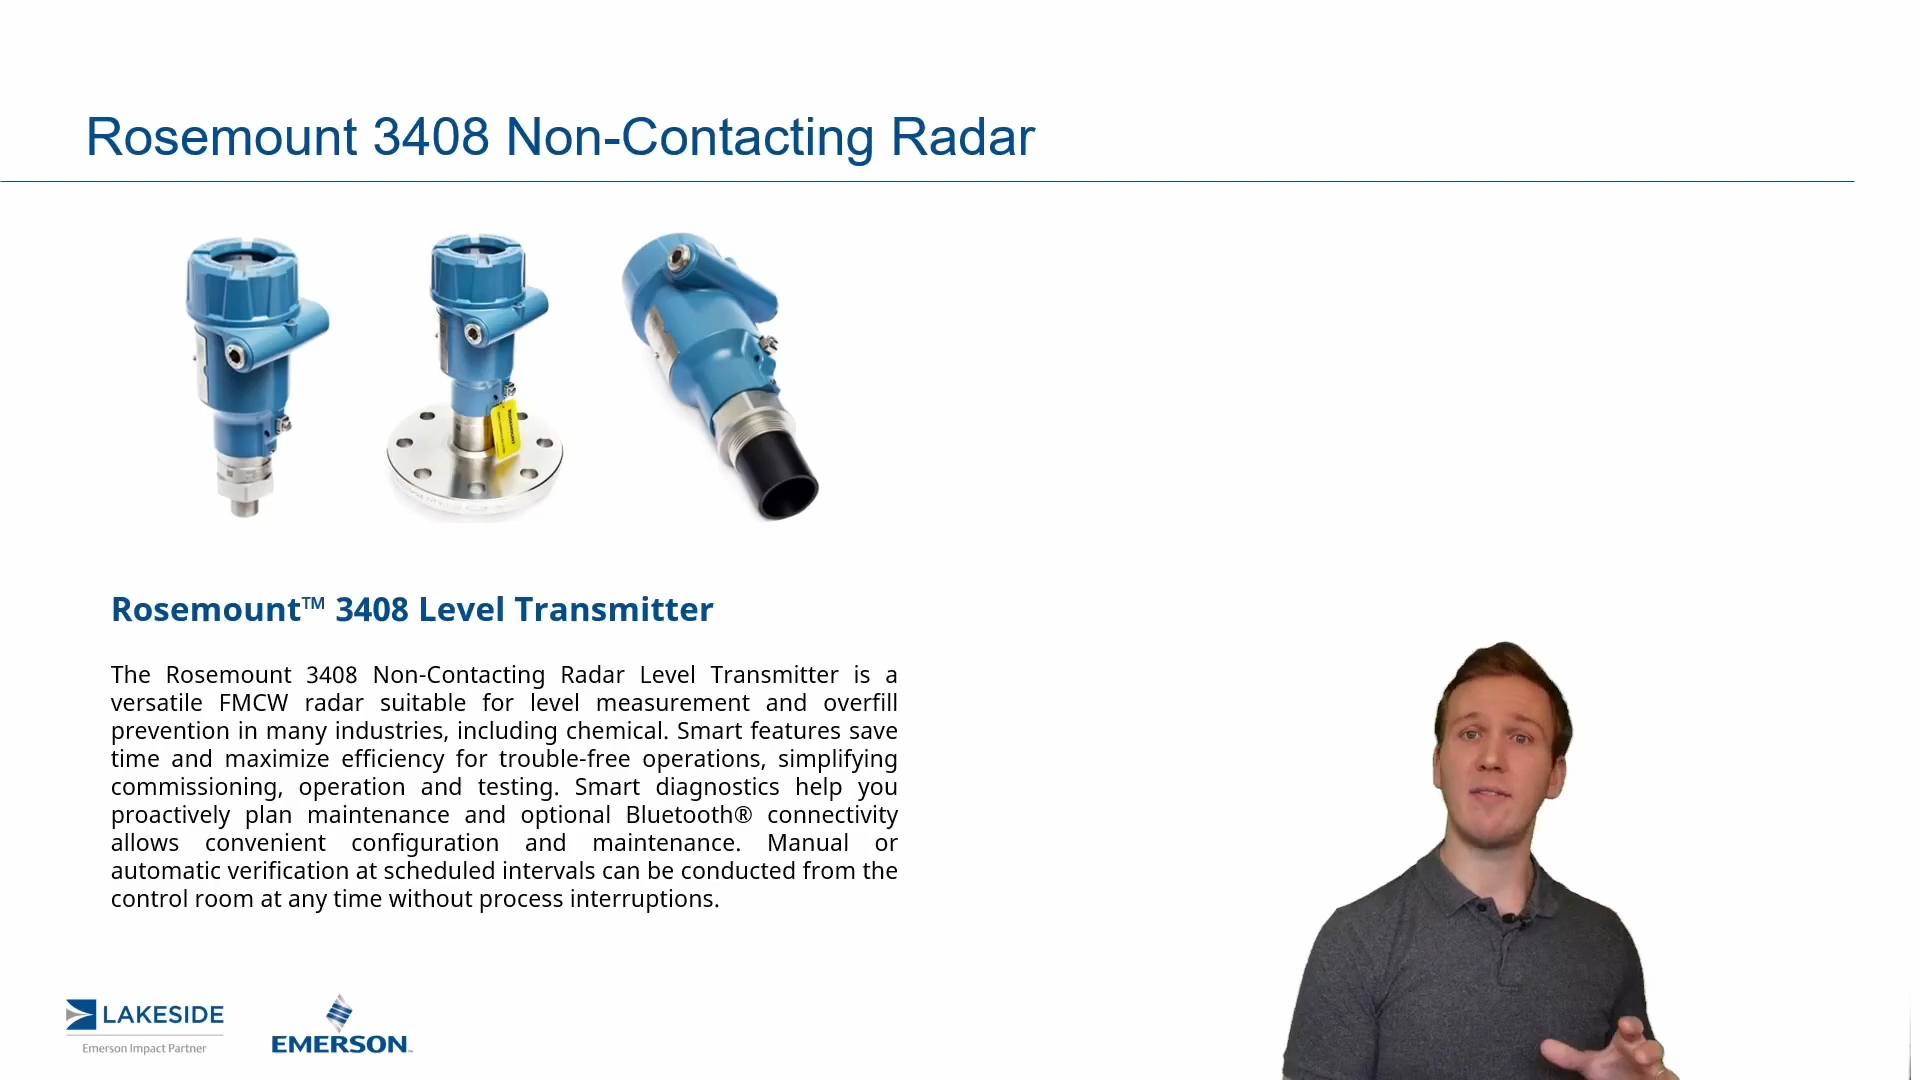 Rosemount 3408 Non-Contacting Radar
Rosemount™ 3408 Level Transmitter
The Rosemount 3408 Non-Contacting Radar Level Transmitter is a
versatile FMCW radar suitable for level measurement and overfill
prevention in many industries, including chemical. Smart features save
time and maximize efficiency for trouble-free operations, simplifying
commissioning, operation and testing. Smart diagnostics help you
proactively plan maintenance and optional Bluetooth® connectivity
allows convenient configuration and maintenance. Manual or
automatic verification at scheduled intervals can be conducted from the
control room at any time without process interruptions.
LAKESIDE
Emerson Impact Partner
EMERSON